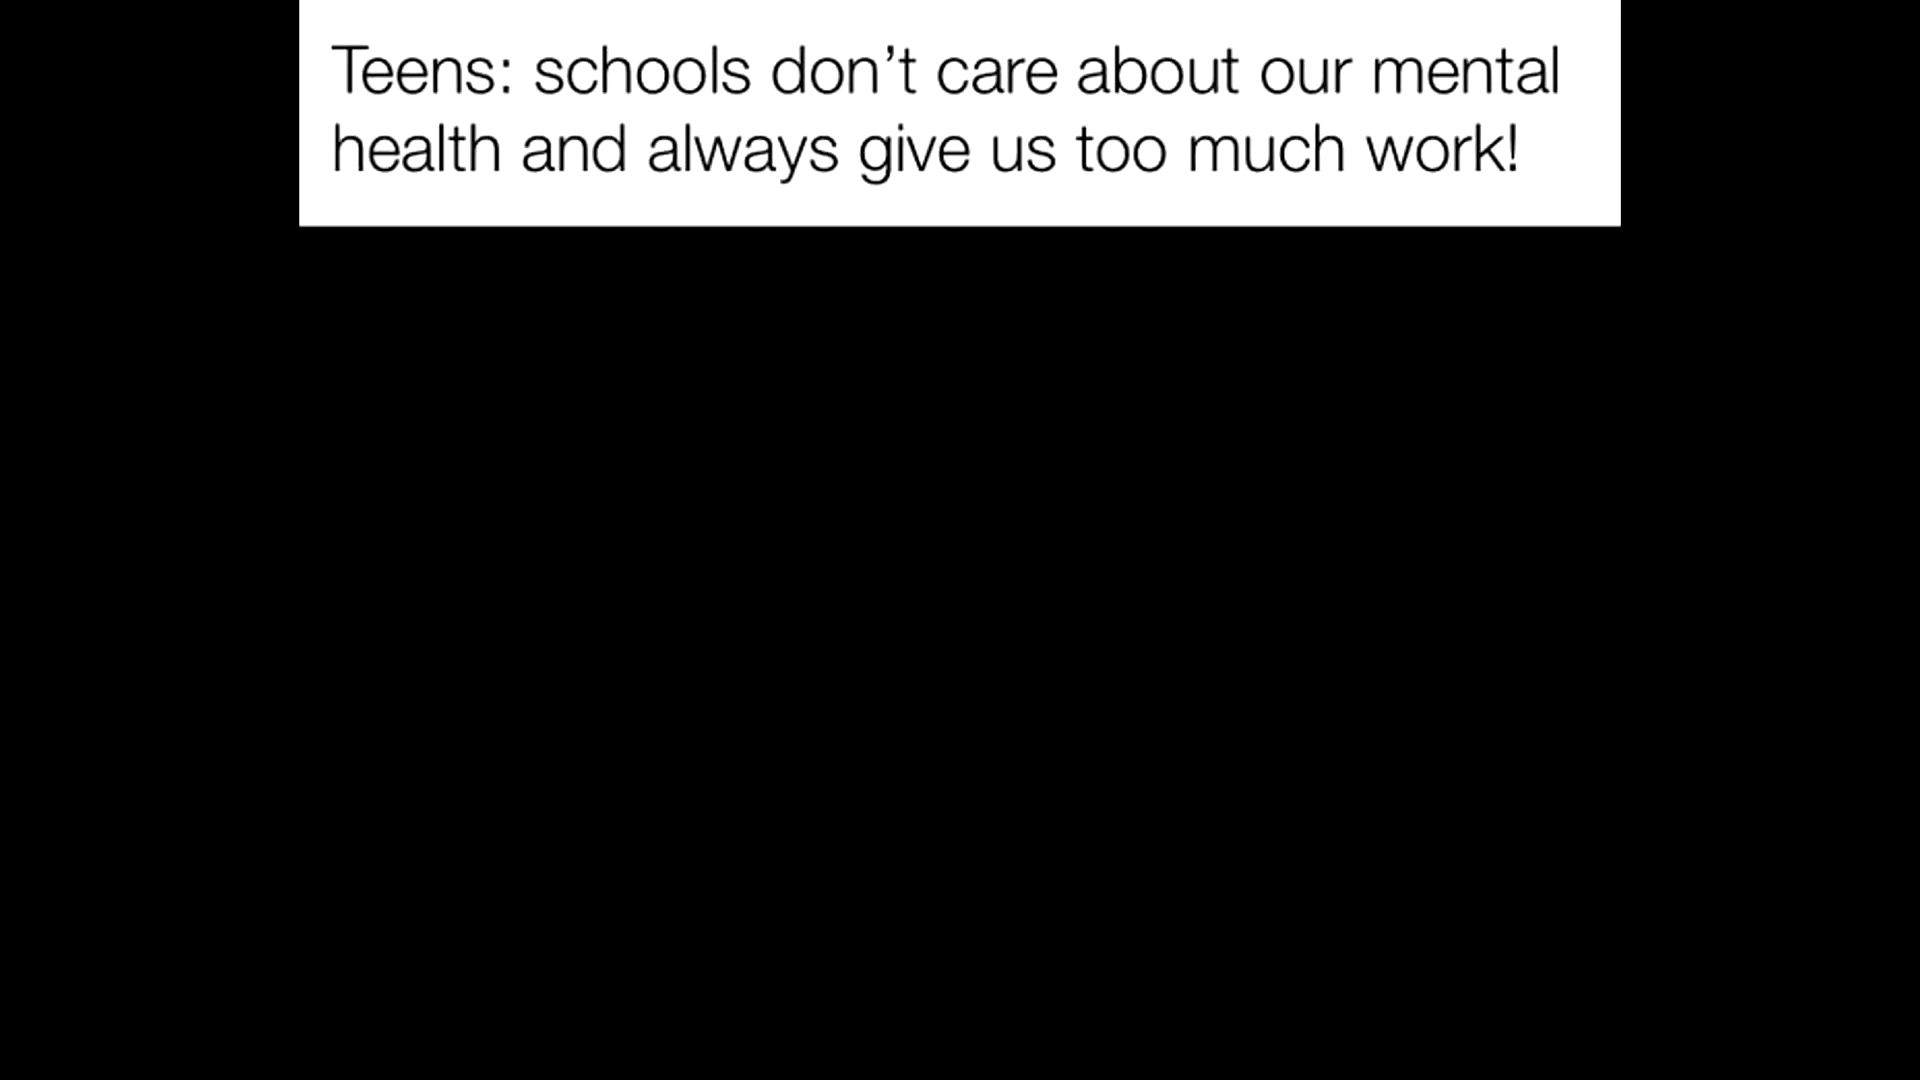 Teens: schools don’t care about our mental
health and always give us too much work!